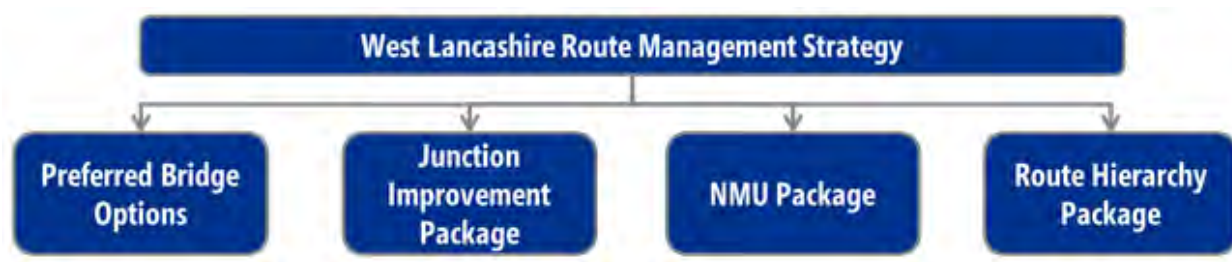 West Lancashire Route Management Strategy
Preferred Bridge
Options
Junction
Improvement
Package
NMU Package
Route Hierarchy
Package